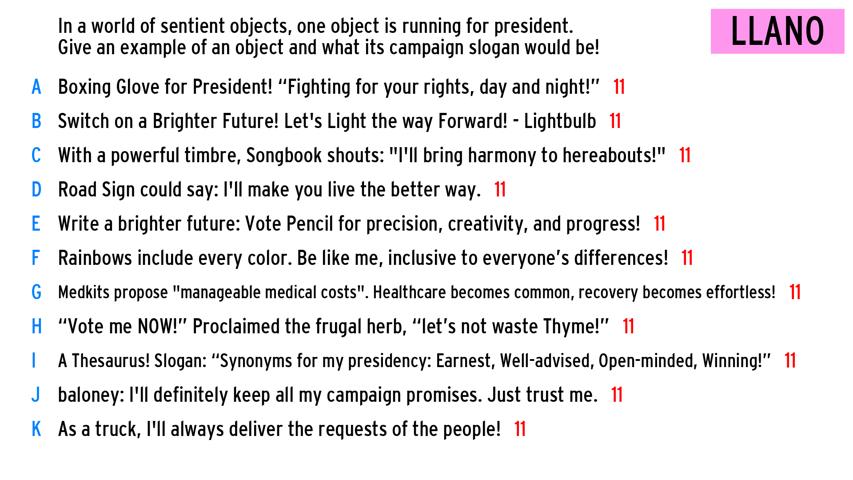 In a world of sentient objects, one object is running for president.
Give an example of an object and what its campaign slogan would be!
LLANO
A Boxing Glove for President! “Fighting for your rights, day and night!” 11
B Switch on a Brighter Future! Let's Light the way Forward! - Lightbulb 11
C With a powerful timbre, Songbook shouts: "I'll bring harmony to hereabouts!" 11
D Road Sign could say: I'll make you live the better way. 11
E Write a brighter future: Vote Pencil for precision, creativity, and progress! 11
F Rainbows include every color. Be like me, inclusive to everyone’s differences! 11
G Medkits propose "manageable medical costs". Healthcare becomes common, recovery becomes effortless! 11
H “Vote me NOW!” Proclaimed the frugal herb, “let’s not waste Thyme!” 11
I A Thesaurus! Slogan: “Synonyms for my presidency: Earnest, Well-advised, Open-minded, Winning!” 11
J baloney: I'll definitely keep all my campaign promises. Just trust me. 11
K As a truck, I'll always deliver the requests of the people! 11